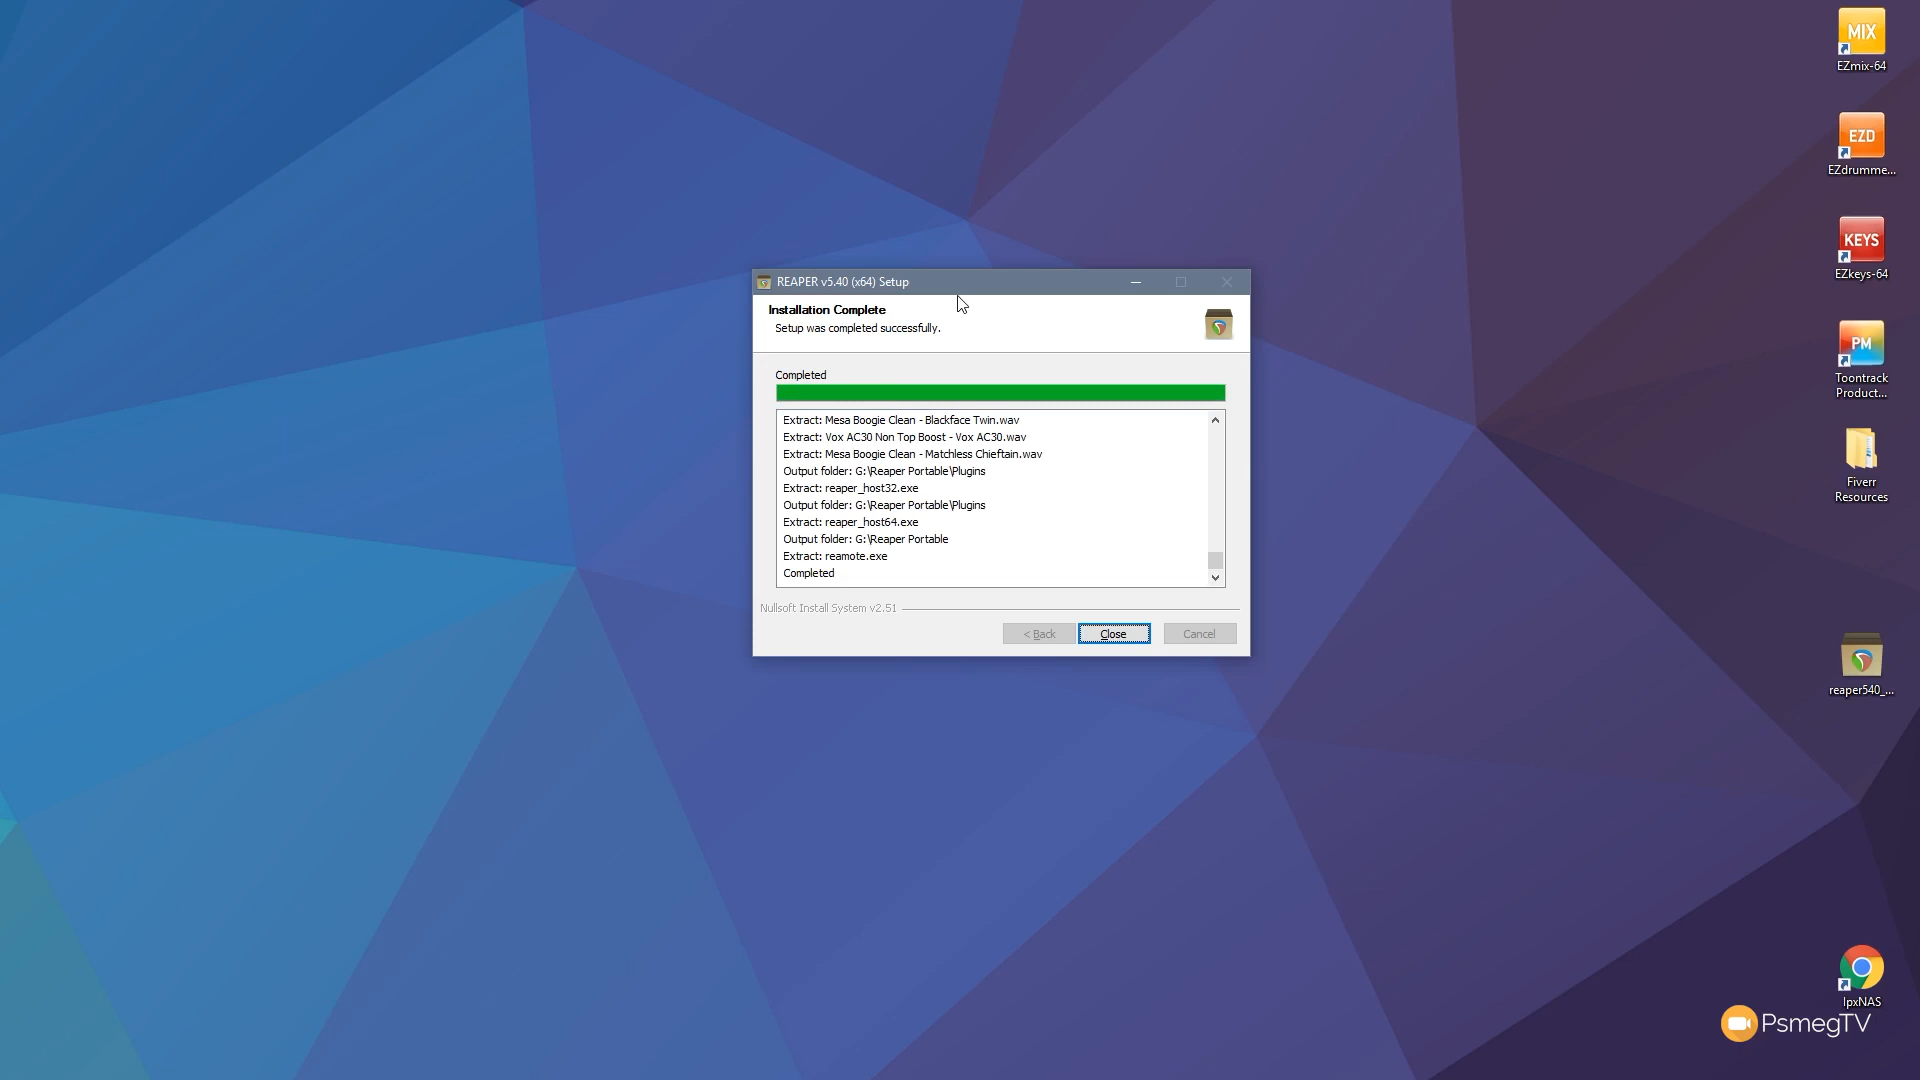 MIX
EZmix-64
EZD
EZdrumme...
KEYS
EZkeys-64
PM
Toontrack
Product...
Fiverr
Resources
reaper540_...
IpxNAS
PsmegTV
REAPER v5.40 (x64) Setup
Installation Complete
Setup was completed successfully.
Completed
Extract: Mesa Boogie Clean - Blackface Twin.wav
Extract: Vox AC30 Non Top Boost - Vox AC30.wav
Extract: Mesa Boogie Clean - Matchless Chieftain.wav
Output folder: G:\Reaper Portable\Plugins
Extract: reaper_host32.exe
Output folder: G:\Reaper Portable\Plugins
Extract: reaper_host64.exe
Output folder: G:\Reaper Portable
Extract: reamote.exe
Completed
Nullsoft Install System v2.51
< Back
Close
Cancel